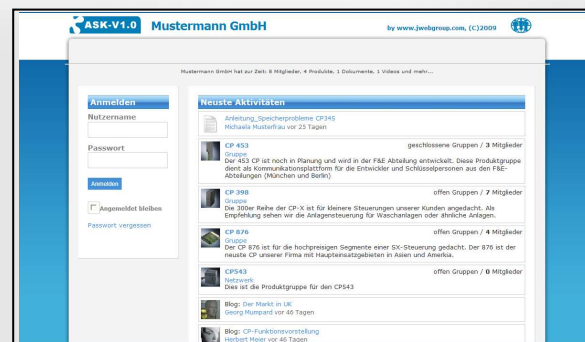 ASK-V1.0 Mustermann GmbH
by www.jwebgroup.com, (C)2009
Mustermann GmbH hat zur Zeit: 8 Mitglieder, 4 Produkte, 1 Dokumente, 1 Videos und mehr...
Anmelden
Nutzername
Passwort
Anmelden
Angemeldet bleiben
Passwort vergessen
Neuste Aktivitäten
Anleitung_Speicherprobleme CP345
Michaela Musterfrau vor 25 Tagen
CP 453 geschlossene Gruppen / 3 Mitglieder
Gruppe
Der 453 CP ist noch in Planung und wird in der F&E Abteilung entwickelt. Diese Produktgruppe
dient als Kommunikationsplattform für die Entwickler und Schlüsselpersonen aus den F&E-
Abteilungen (München und Berlin)
CP 398 offen Gruppen / 7 Mitglieder
Gruppe
Die 300er Reihe der CP-X ist für kleinere Steuerungen unserer Kunden angedacht. Als
Empfehlung sehen wir die Anlagensteuerung für Waschanlagen oder ähnliche Anlagen.
CP 876 offen Gruppen / 4 Mitglieder
Gruppe
Der CP 876 ist für die hochpreisigen Segmente einer SX-Steuerung gedacht. Der 876 ist der
neuste CP unserer Firma mit Haupteinsatzgebieten in Asien und Amerkia.
CP543 offen Gruppen / 0 Mitglieder
Netzwerk
Dies ist die Produktgruppe für den CP543
Blog: Der Markt in UK
Georg Mumpard vor 46 Tagen
Blog: CP-Funktionsvorstellung
Herbert Meier vor 46 Tagen